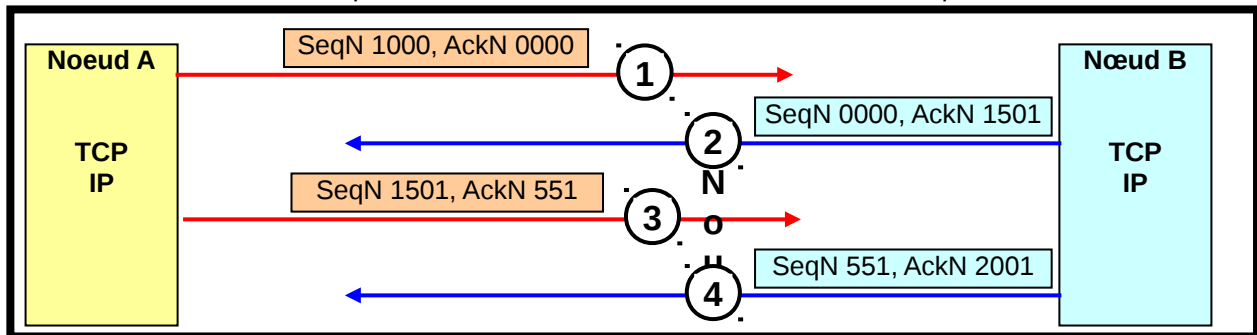 SeqN 1000, AckN 0000
Noeud A
Nœud B
1
SeqN 0000, AckN 1501
2
TCP
IP
TCP
IP
SeqN 1501, AckN 551
N
o
u
3
SeqN 551, AckN 2001
4